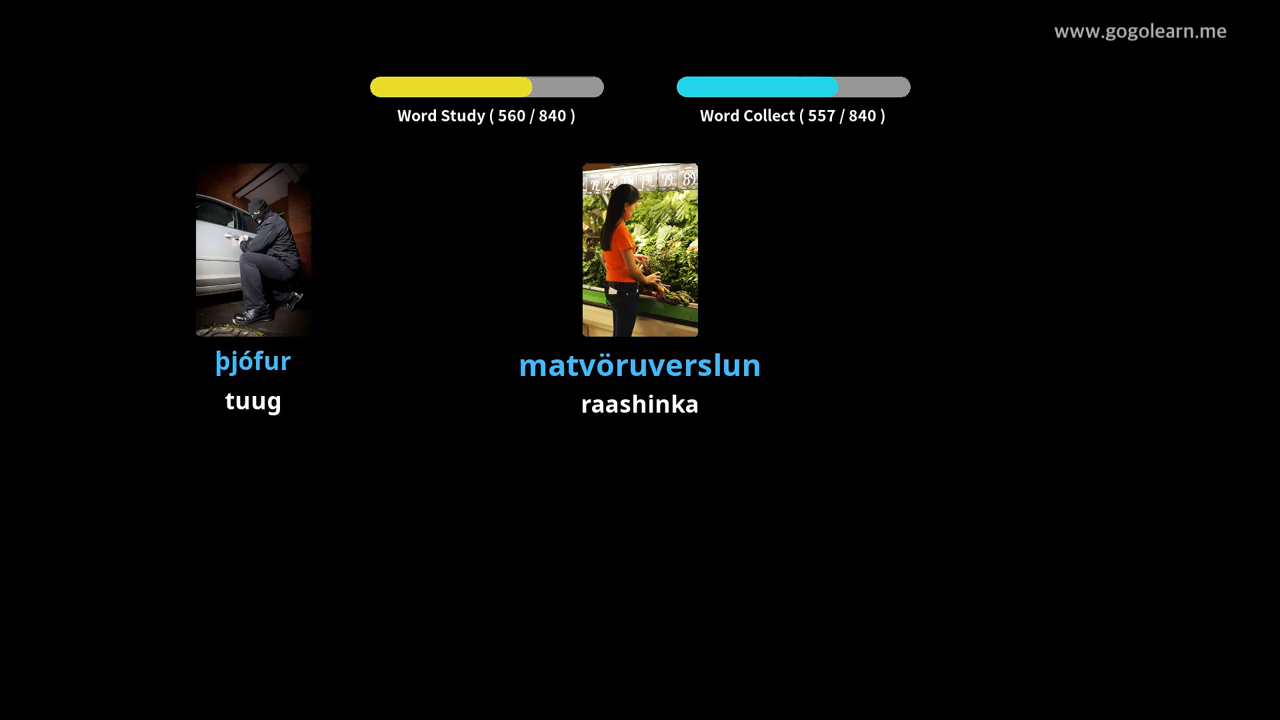 www.gogolearn.me
Word Study ( 560 / 840 )
Word Collect ( 557 / 840 )
þjófur
tuug
matvöruverslun
raashinka